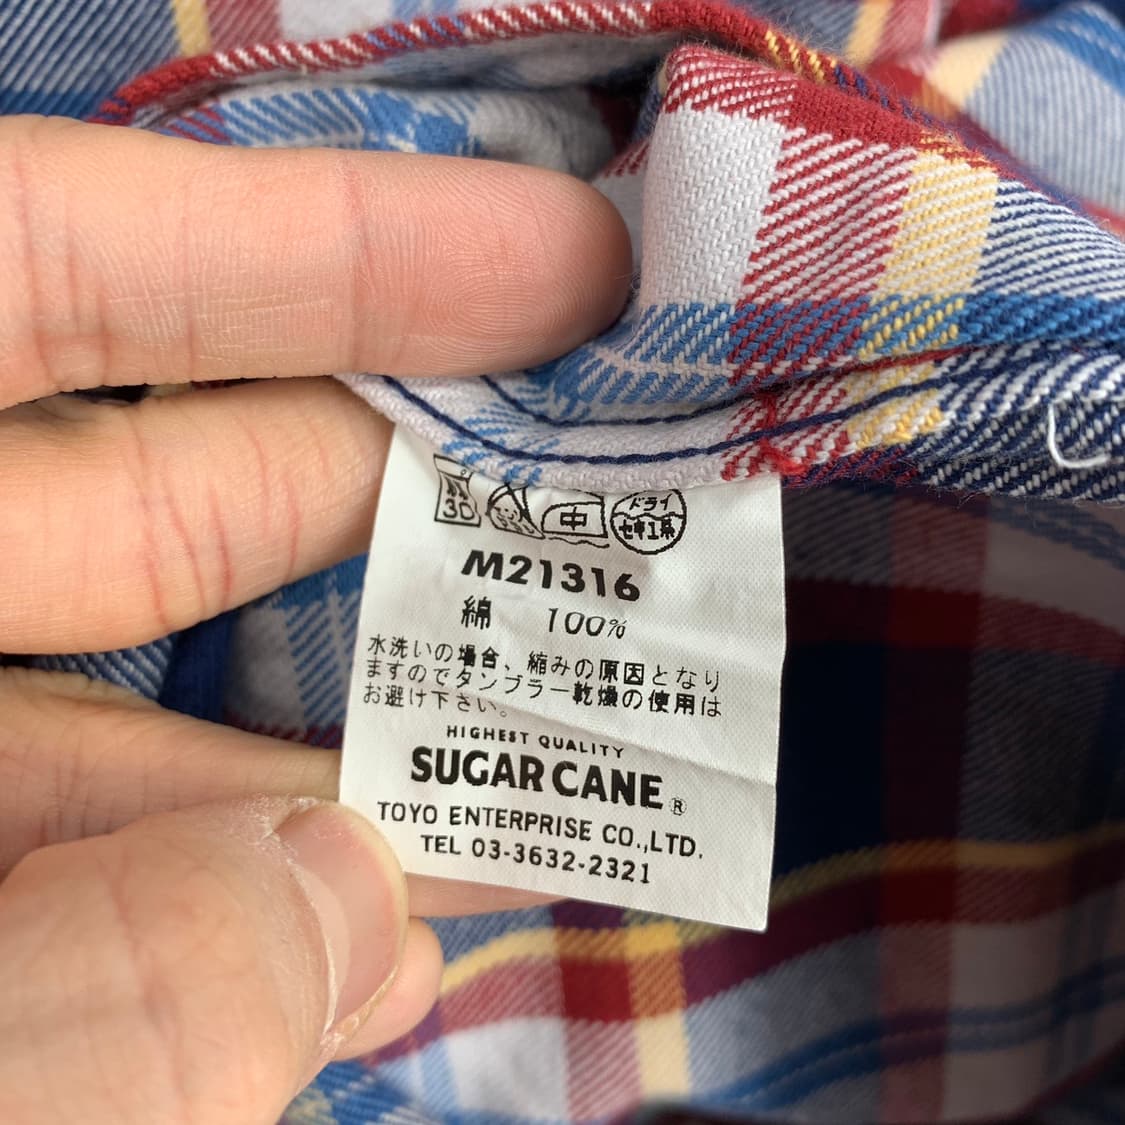 30 中 ドライ
セキユ系
M21316
綿 100%
水洗いの場合、縮みの原因となり
ますのでタンブラー乾燥の使用は
お避け下さい。
HIGHEST QUALITY
SUGAR CANE ®
TOYO ENTERPRISE CO.,LTD.
TEL 03-3632-2321